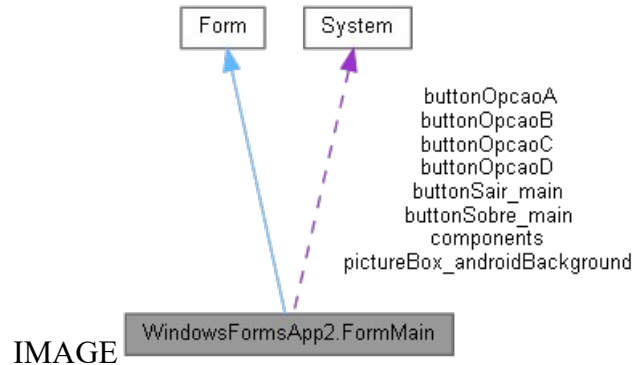 Form
System
buttonOpcaoA
buttonOpcaoB
buttonOpcaoC
buttonOpcaoD
buttonSair_main
buttonSobre_main
components
pictureBox_androidBackground
WindowsFormsApp2.FormMain
IMAGE